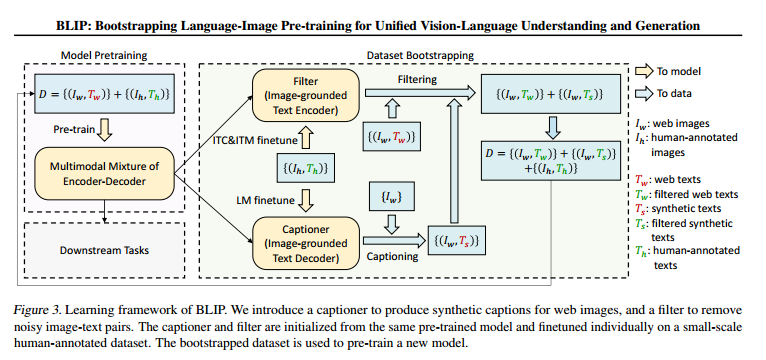 BLIP: Bootstrapping Language-Image Pre-training for Unified Vision-Language Understanding and Generation
Model Pretraining
D = {(I_w, T_w)} + {(I_h, T_h)}
Pre-train
Multimodal Mixture of
Encoder-Decoder
Downstream Tasks
Dataset Bootstrapping
Filter
(Image-grounded
Text Encoder)
Filtering
ITC&ITM finetune
{(I_w, T_w)}
{(I_h, T_h)}
LM finetune
{I_w}
Captioner
(Image-grounded
Text Decoder)
Captioning
{(I_w, T_s)}
{(I_w, T_w)} + {(I_w, T_s)}
D = {(I_w, T_w)} + {(I_w, T_s)}
+{(I_h, T_h)}
To model
To data
I_w: web images
I_h: human-annotated
images
T_w: web texts
T_w: filtered web texts
T_s: synthetic texts
T_s: filtered synthetic
texts
T_h: human-annotated
texts
Figure 3. Learning framework of BLIP. We introduce a captioner to produce synthetic captions for web images, and a filter to remove
noisy image-text pairs. The captioner and filter are initialized from the same pre-trained model and finetuned individually on a small-scale
human-annotated dataset. The bootstrapped dataset is used to pre-train a new model.